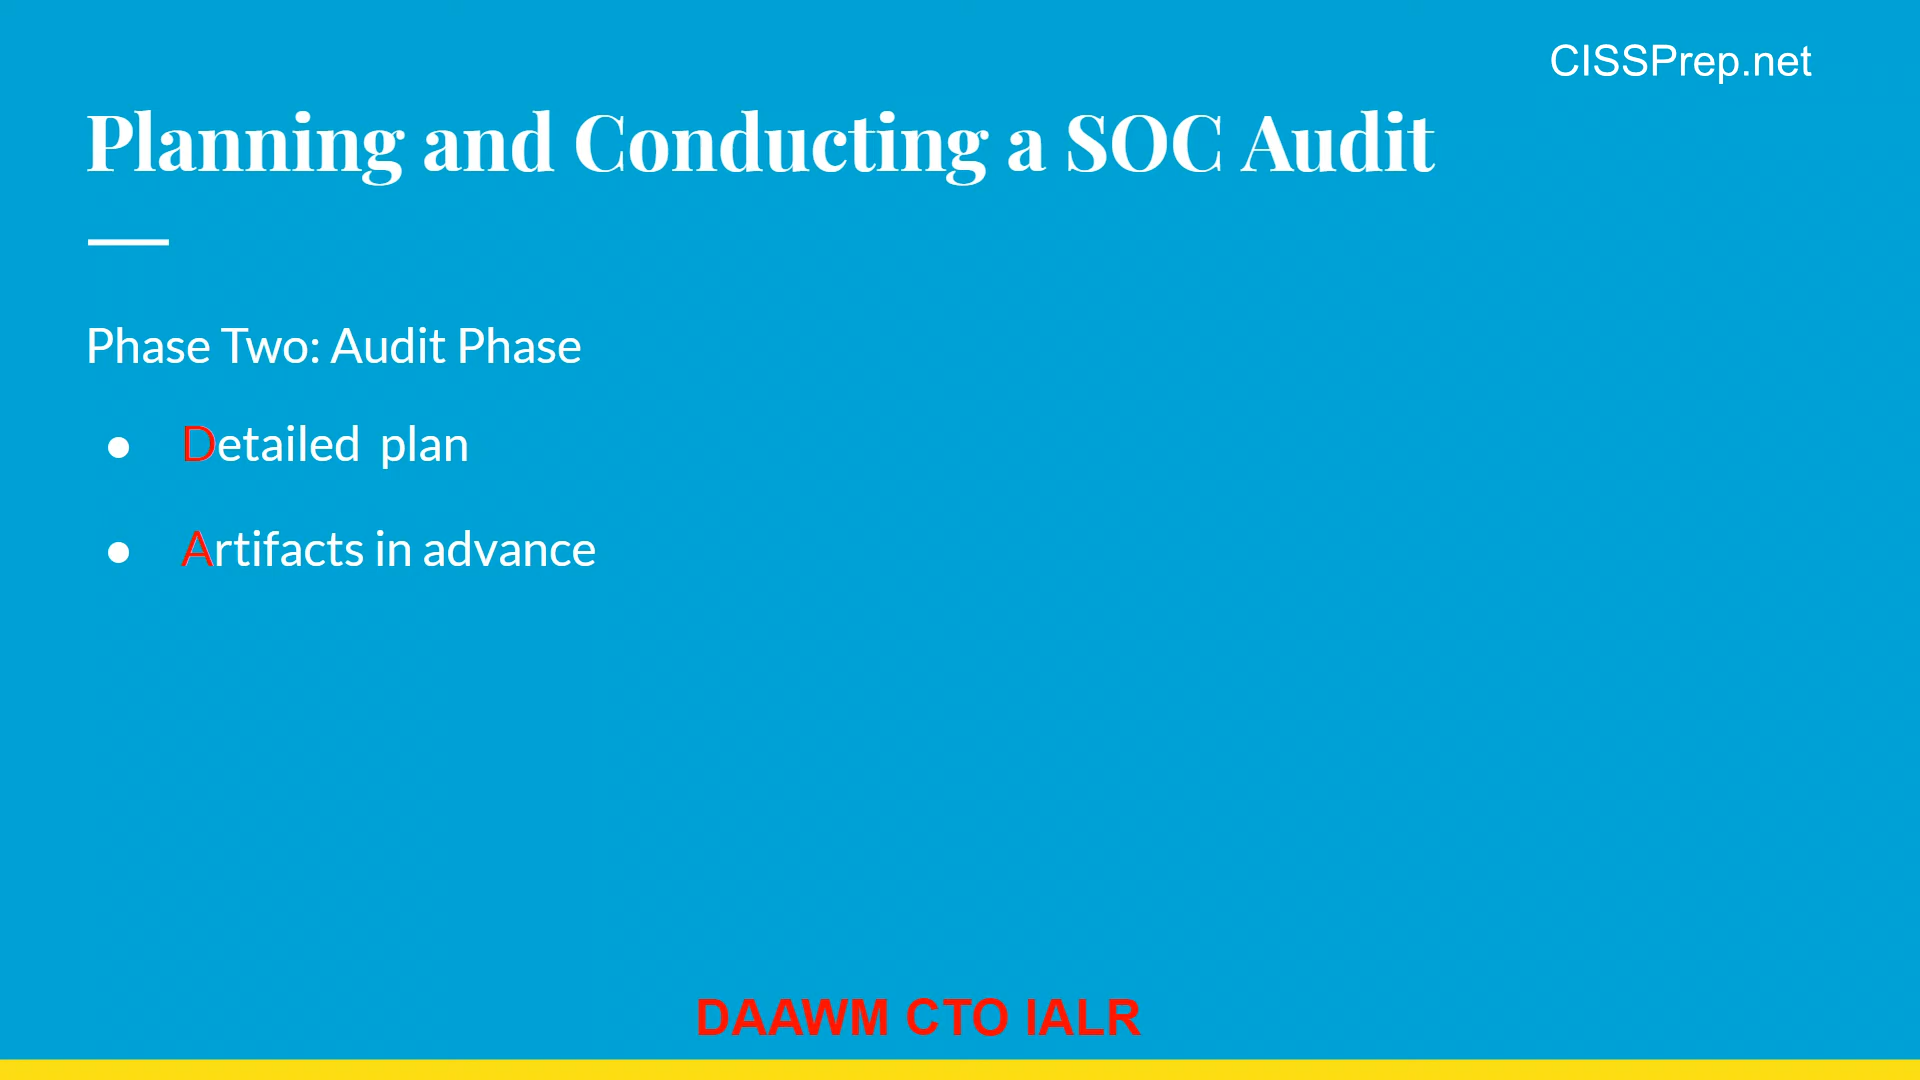 CISSPrep.net
Planning and Conducting a SOC Audit
Phase Two: Audit Phase
● Detailed plan
● Artifacts in advance
DAAWM CTO IALR